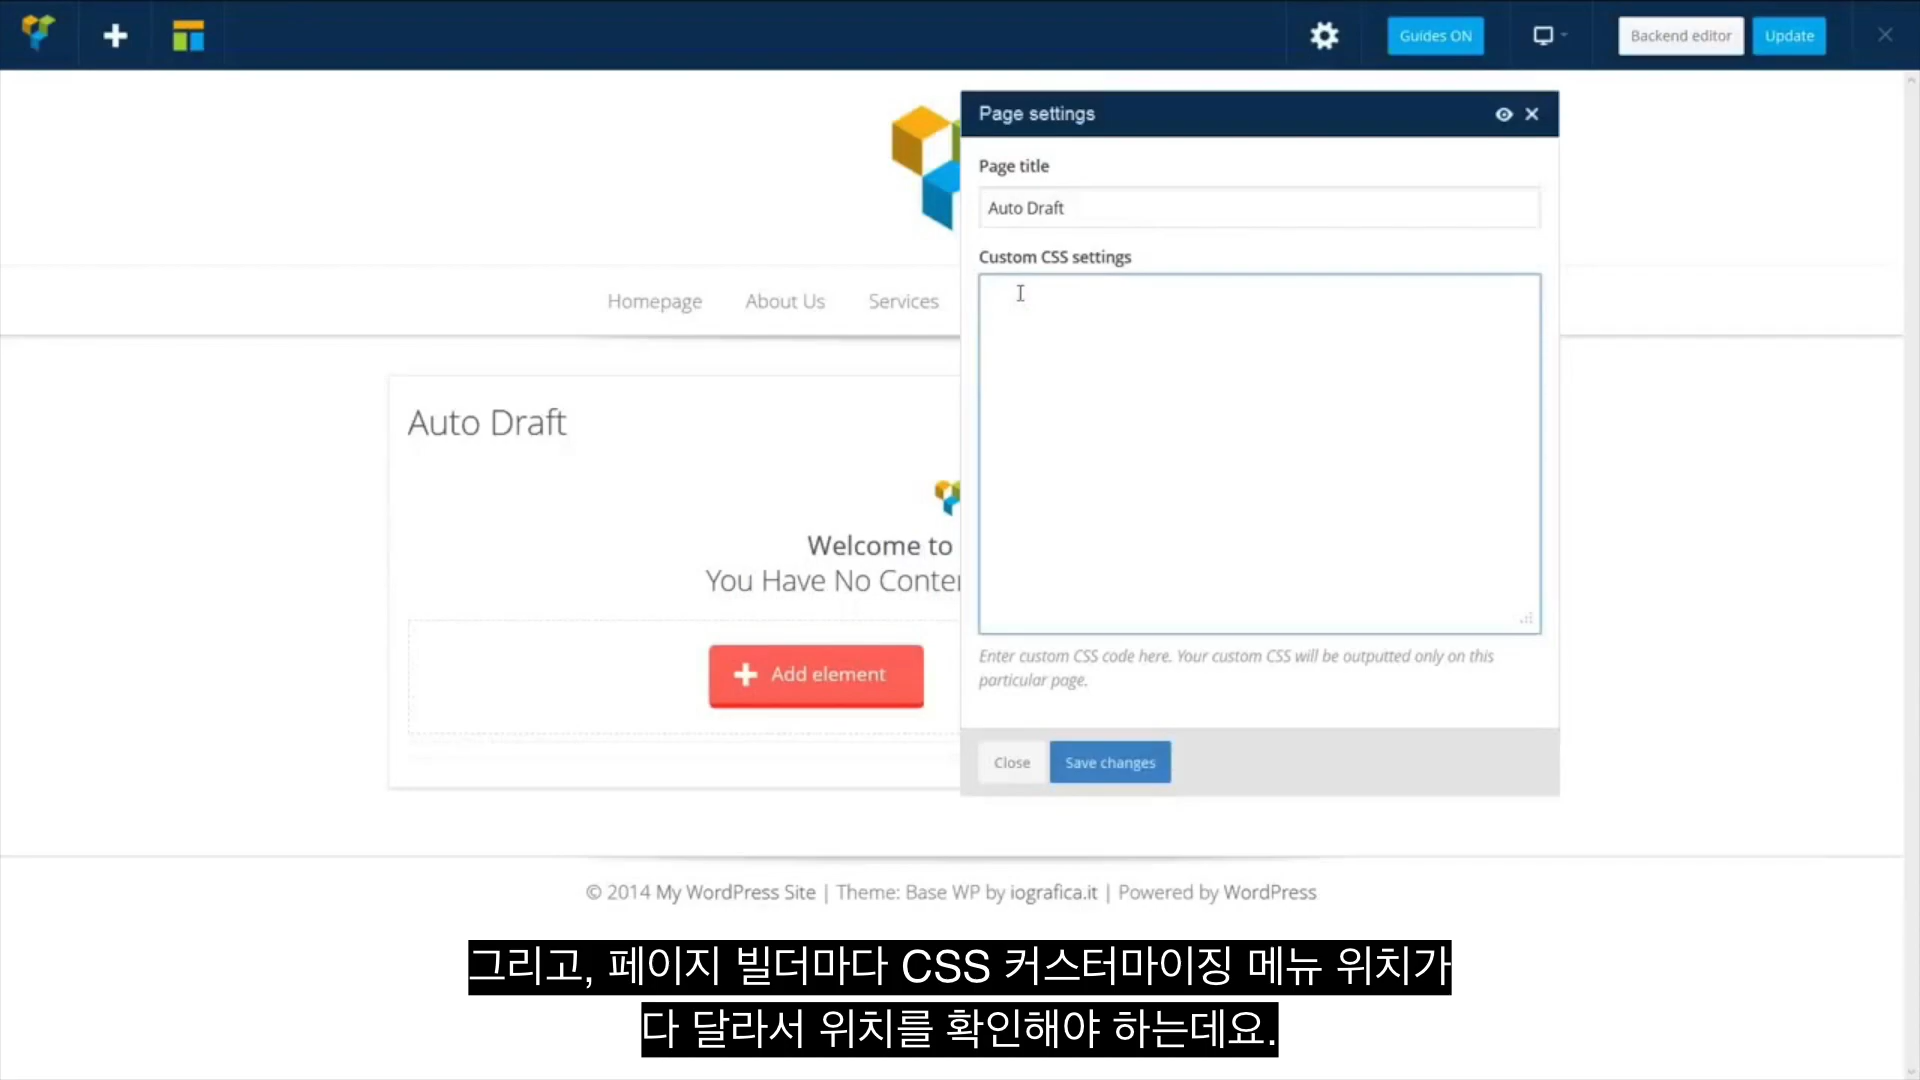 Guides ON
Backend editor
Update
Page settings
Page title
Auto Draft
Custom CSS settings
Homepage
About Us
Services
Auto Draft
Welcome to
You Have No Conte
Add element
Enter custom CSS code here. Your custom CSS will be outputted only on this
particular page.
Close
Save changes
© 2014 My WordPress Site | Theme: Base WP by iografica.it | Powered by WordPress
그리고, 페이지 빌더마다 CSS 커스터마이징 메뉴 위치가
다 달라서 위치를 확인해야 하는데요.